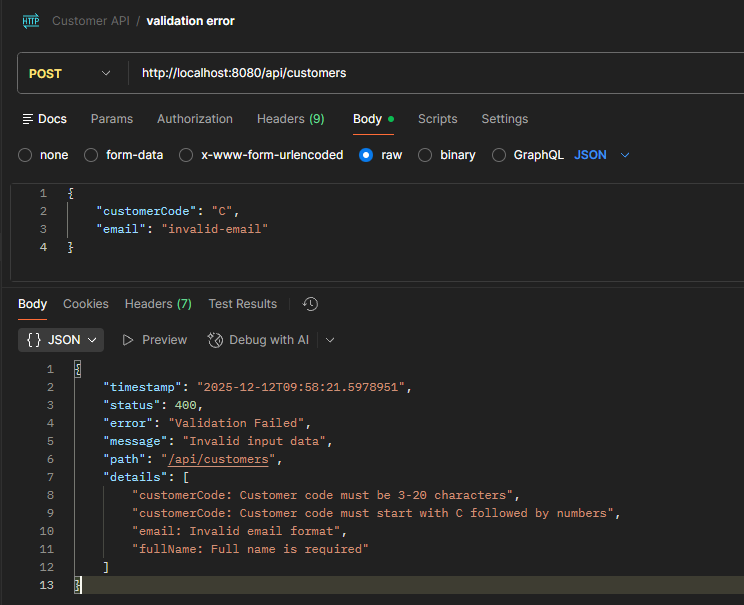 HTTP Customer API / validation error
POST http://localhost:8080/api/customers
Docs Params Authorization Headers (9) Body Scripts Settings
none form-data x-www-form-urlencoded raw binary GraphQL JSON
1 {
2 "customerCode": "C",
3 "email": "invalid-email"
4 }
Body Cookies Headers (7) Test Results
{} JSON Preview Debug with AI
1 {
2 "timestamp": "2025-12-12T09:58:21.5978951",
3 "status": 400,
4 "error": "Validation Failed",
5 "message": "Invalid input data",
6 "path": "/api/customers",
7 "details": [
8 "customerCode: Customer code must be 3-20 characters",
9 "customerCode: Customer code must start with C followed by numbers",
10 "email: Invalid email format",
11 "fullName: Full name is required"
12 ]
13 }